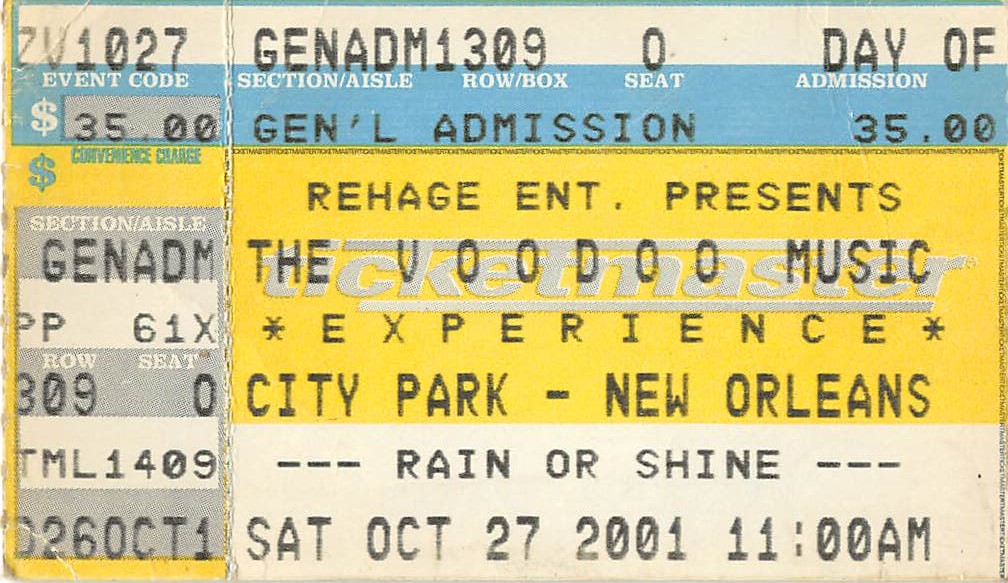 ZV1027 GENADM1309 0 DAY OF
EVENT CODE SECTION/AISLE ROW/BOX SEAT ADMISSION
$ 35.00 GEN'L ADMISSION 35.00
$ CONVENIENCE CHARGE
REHAGE ENT. PRESENTS
SECTION/AISLE
GENADM THE VOODOO MUSIC
ticketmaster®
PP 61X *EXPERIENCE*
ROW SEAT
309 0 CITY PARK - NEW ORLEANS
TML1409 --- RAIN OR SHINE ---
D26OCT1 SAT OCT 27 2001 11:00AM